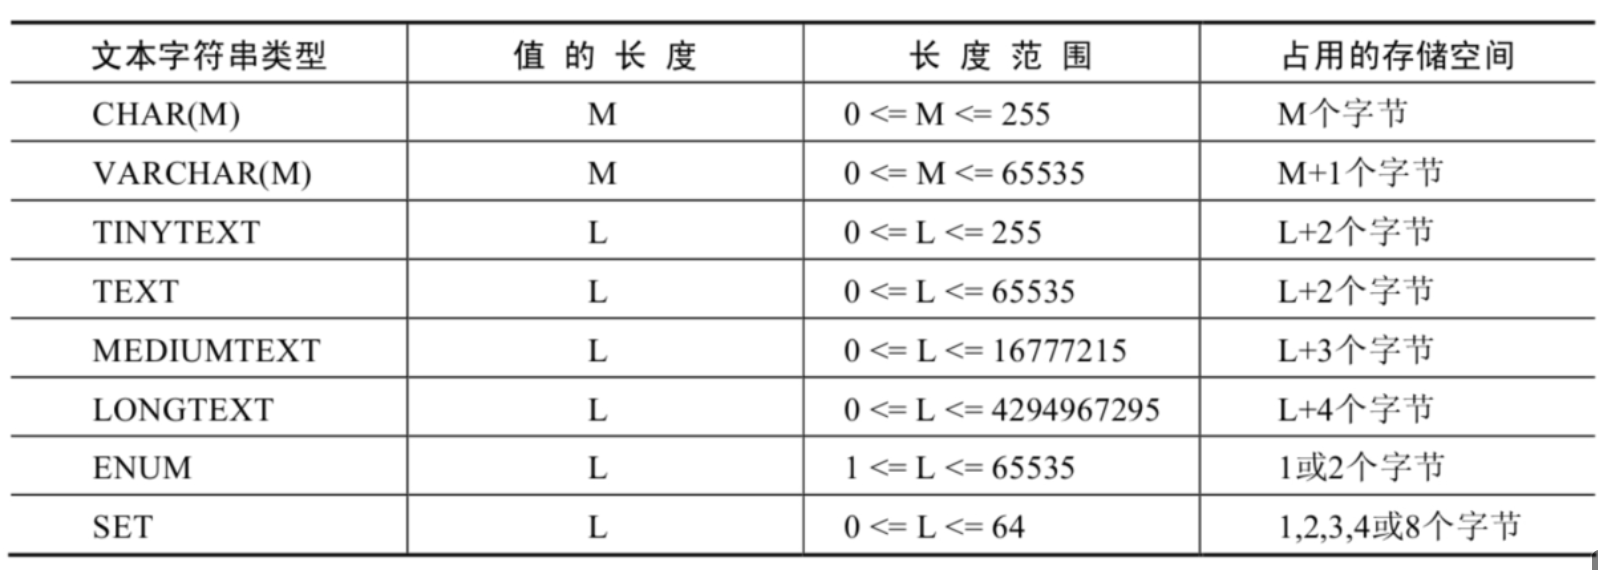 文本字符串类型 值的长度 长度范围 占用的存储空间
CHAR(M) M 0 <= M <= 255 M个字节
VARCHAR(M) M 0 <= M <= 65535 M+1个字节
TINYTEXT L 0 <= L <= 255 L+2个字节
TEXT L 0 <= L <= 65535 L+2个字节
MEDIUMTEXT L 0 <= L <= 16777215 L+3个字节
LONGTEXT L 0 <= L <= 4294967295 L+4个字节
ENUM L 1 <= L <= 65535 1或2个字节
SET L 0 <= L <= 64 1,2,3,4或8个字节